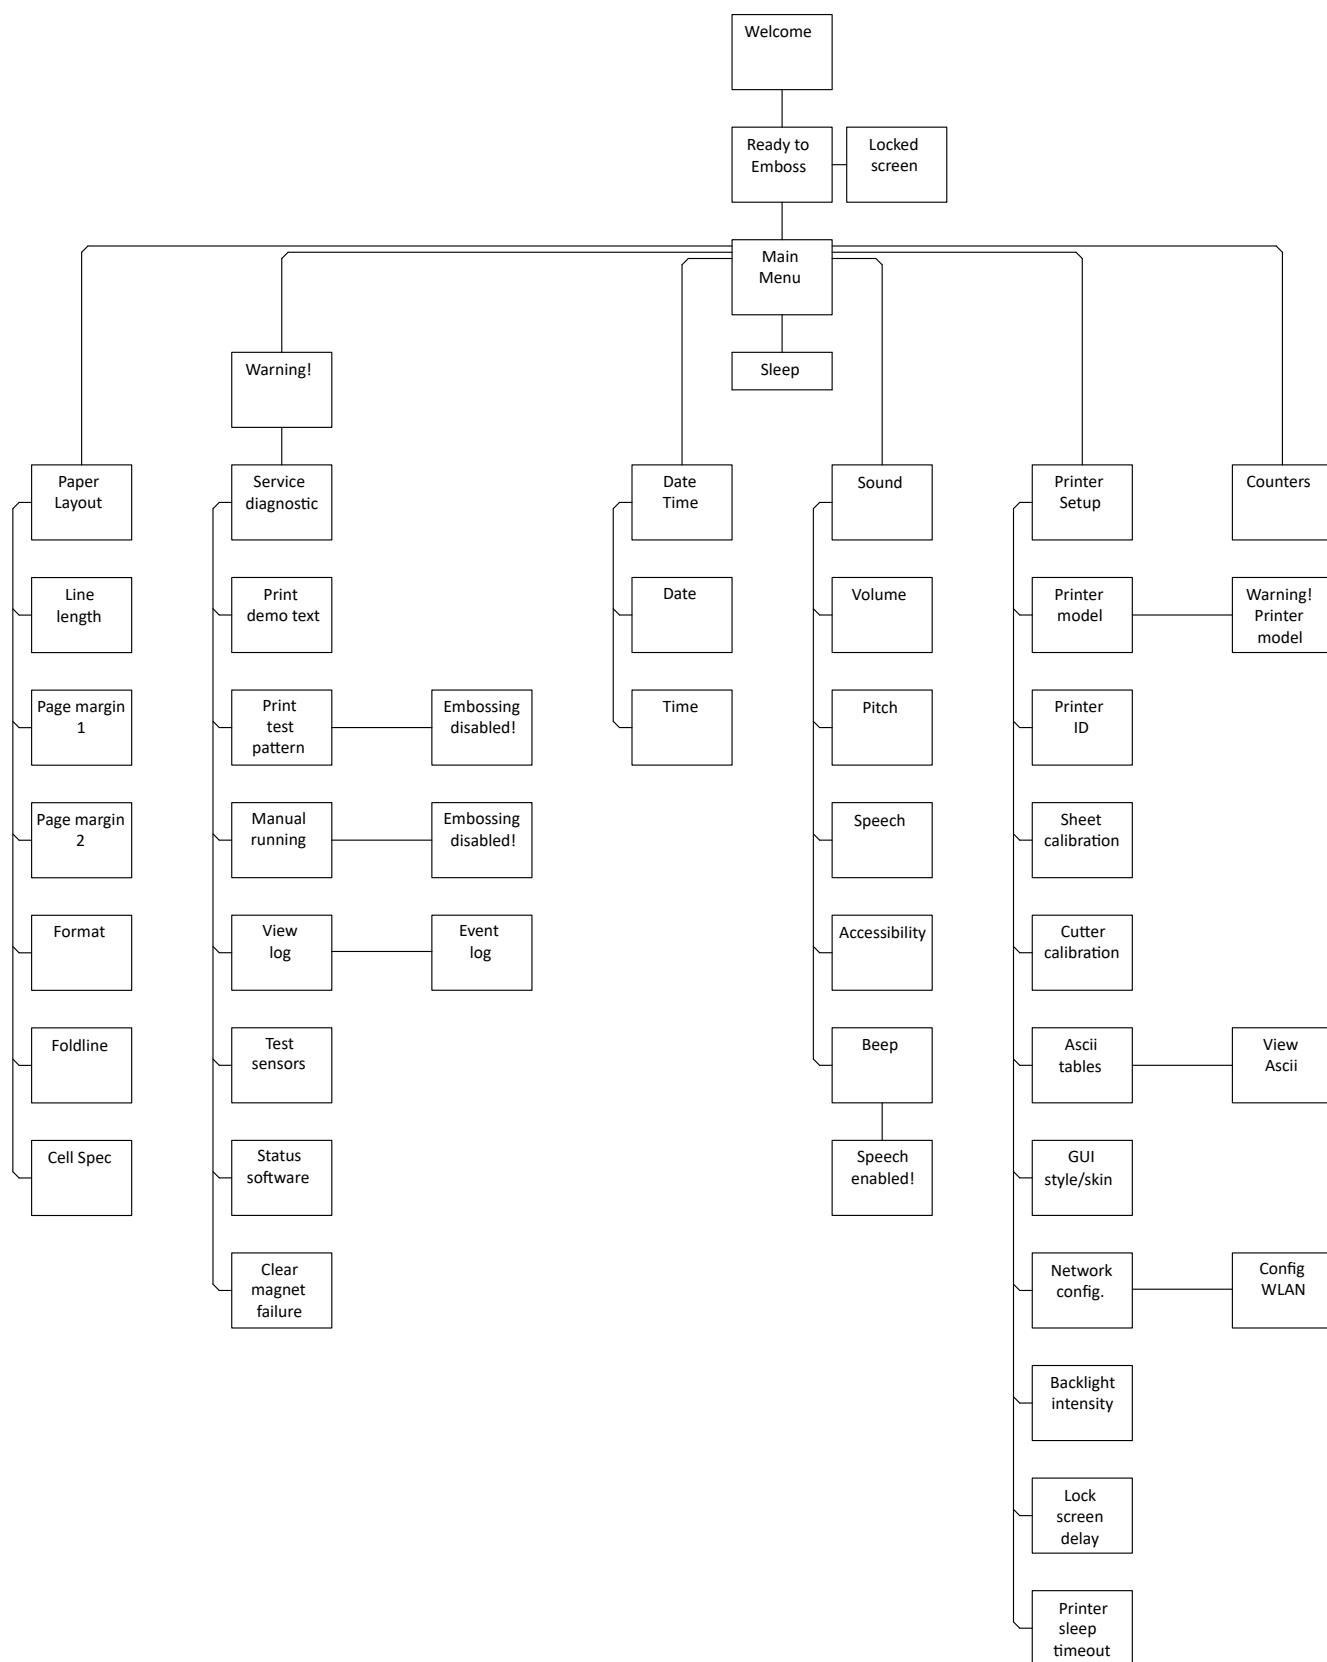 Welcome
Ready to
Emboss
Locked
screen
Main
Menu
Sleep
Warning!
Paper
Layout
Line
length
Page margin
1
Page margin
2
Format
Foldline
Cell Spec
Service
diagnostic
Print
demo text
Print
test
pattern
Embossing
disabled!
Manual
running
Embossing
disabled!
View
log
Event
log
Test
sensors
Status
software
Clear
magnet
failure
Date
Time
Date
Time
Sound
Volume
Pitch
Speech
Accessibility
Beep
Speech
enabled!
Printer
Setup
Printer
model
Warning!
Printer
model
Printer
ID
Sheet
calibration
Cutter
calibration
Ascii
tables
View
Ascii
GUI
style/skin
Network
config.
Config
WLAN
Backlight
intensity
Lock
screen
delay
Printer
sleep
timeout
Counters